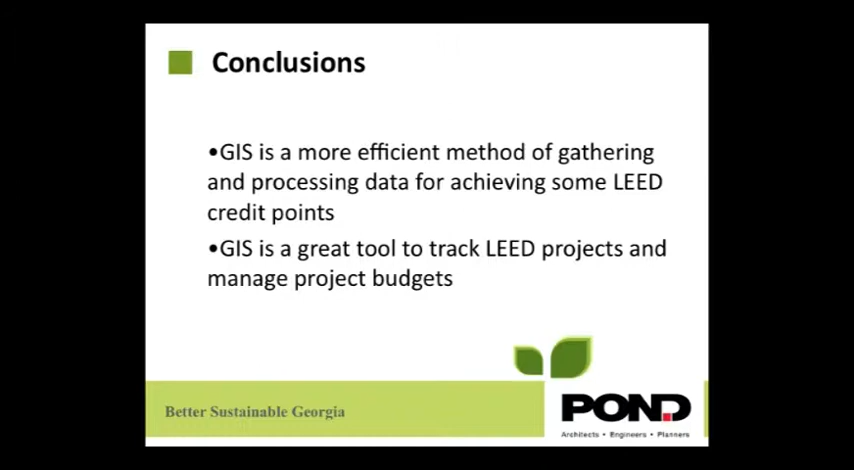 Conclusions
•GIS is a more efficient method of gathering
and processing data for achieving some LEED
credit points
•GIS is a great tool to track LEED projects and
manage project budgets
Better Sustainable Georgia
POND
Architects • Engineers • Planners